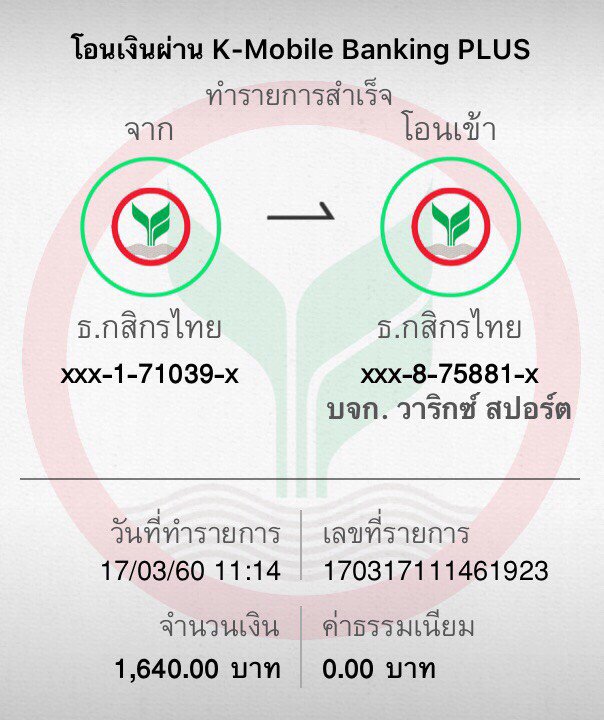 โอนเงินผ่าน K-Mobile Banking PLUS
ทำรายการสำเร็จ
จาก
โอนเข้า
ธ.กสิกรไทย
ธ.กสิกรไทย
xxx-1-71039-x
xxx-8-75881-x
บจก. วาริกซ์ สปอร์ต
วันที่ทำรายการ
เลขที่รายการ
17/03/60 11:14
170317111461923
จำนวนเงิน
ค่าธรรมเนียม
1,640.00 บาท
0.00 บาท